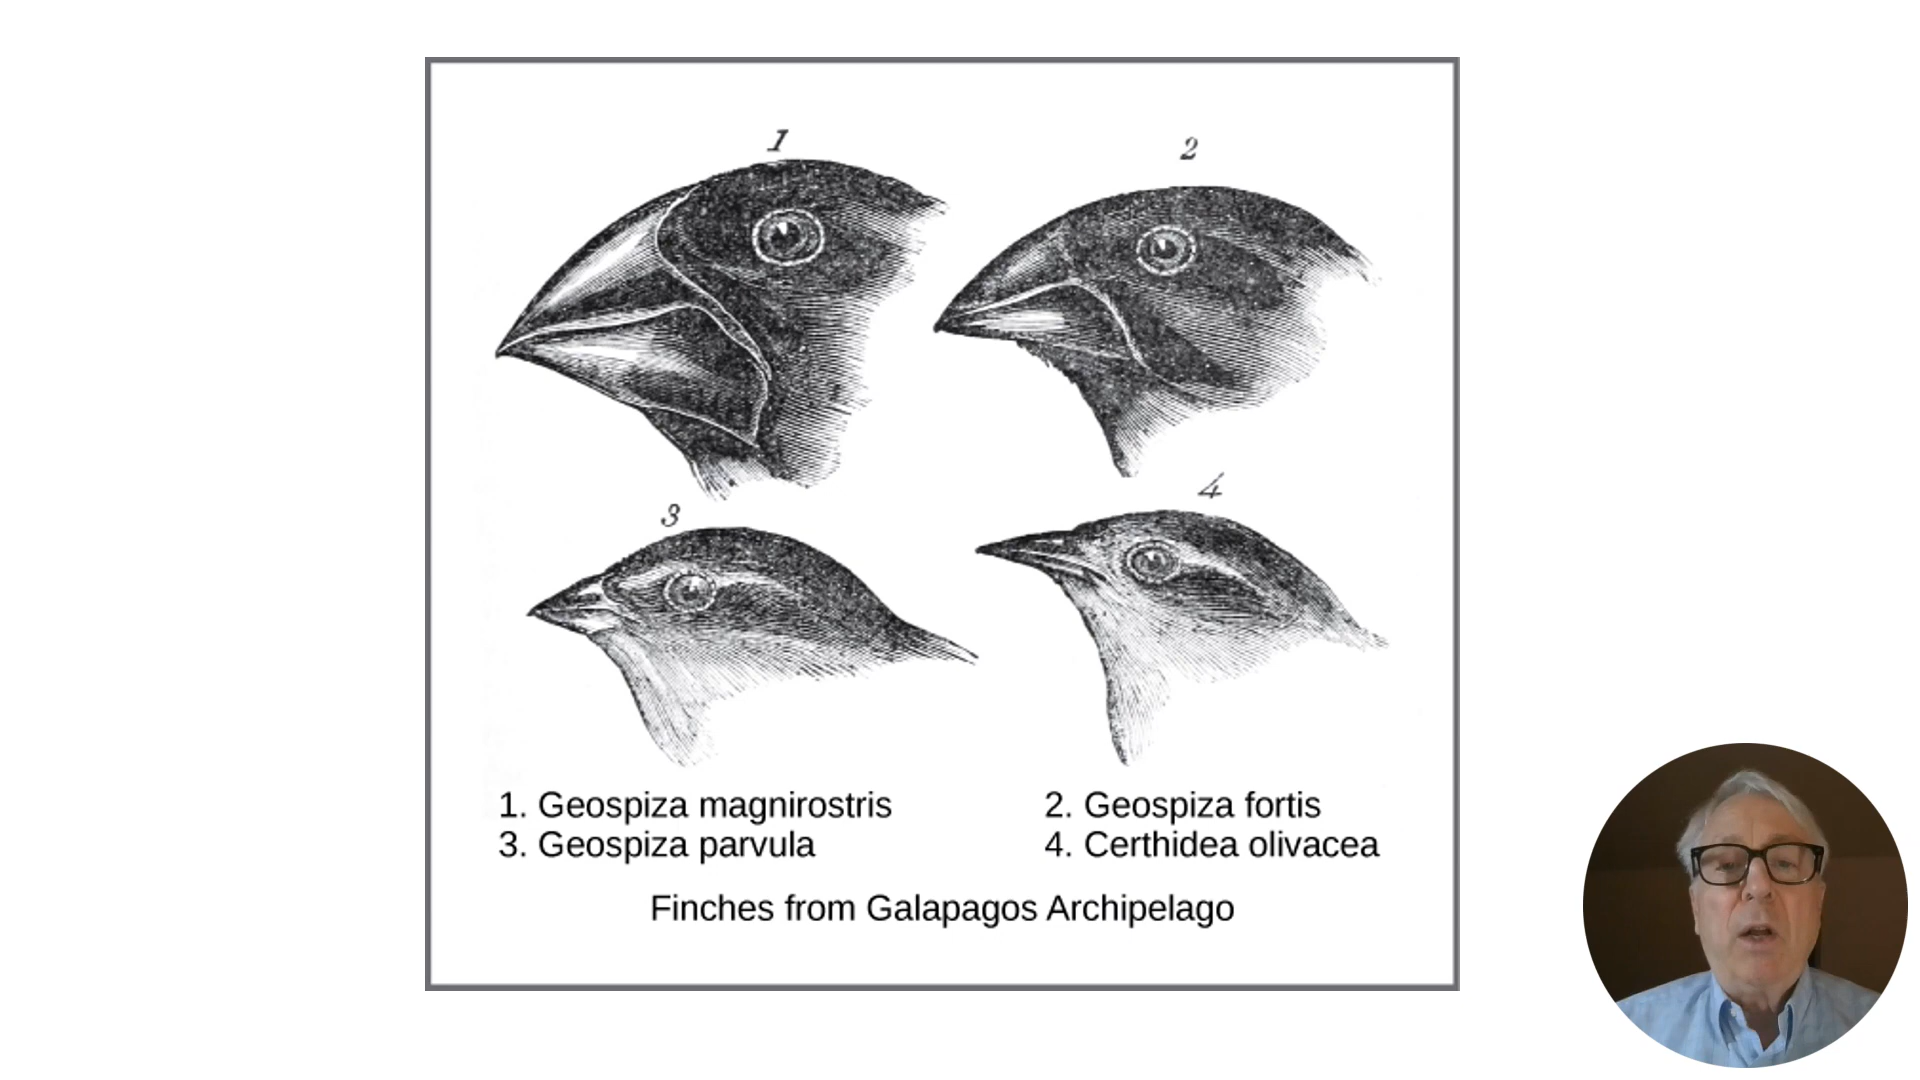 1
2
3
4
1. Geospiza magnirostris
2. Geospiza fortis
3. Geospiza parvula
4. Certhidea olivacea
Finches from Galapagos Archipelago